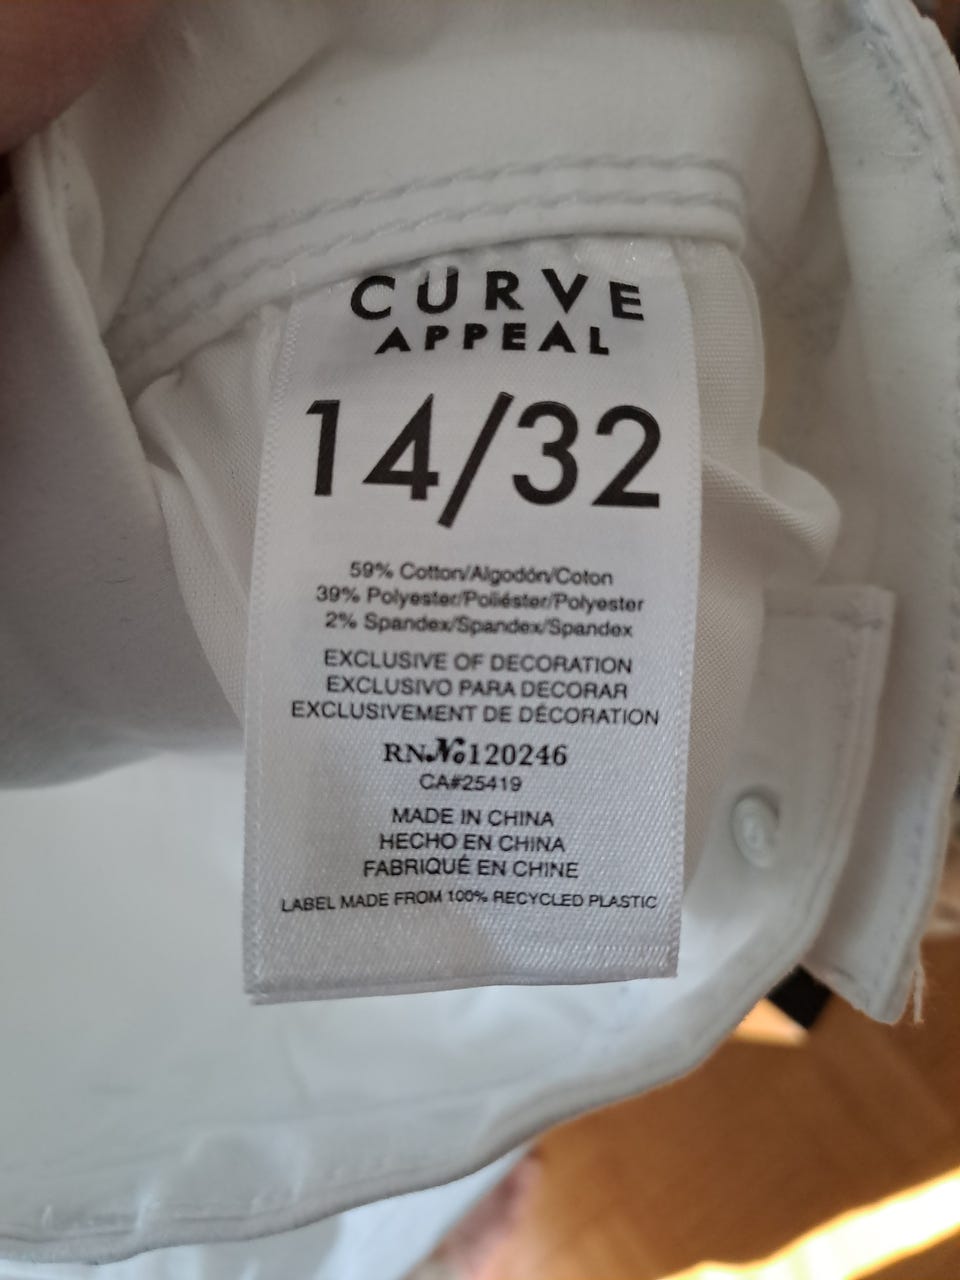 CURVE
APPEAL
14/32
59% Cotton/Algodón/Coton
39% Polyester/Poliéster/Polyester
2% Spandex/Spandex/Spandex
EXCLUSIVE OF DECORATION
EXCLUSIVO PARA DECORAR
EXCLUSIVEMENT DE DÉCORATION
RN№120246
CA#25419
MADE IN CHINA
HECHO EN CHINA
FABRIQUÉ EN CHINE
LABEL MADE FROM 100% RECYCLED PLASTIC